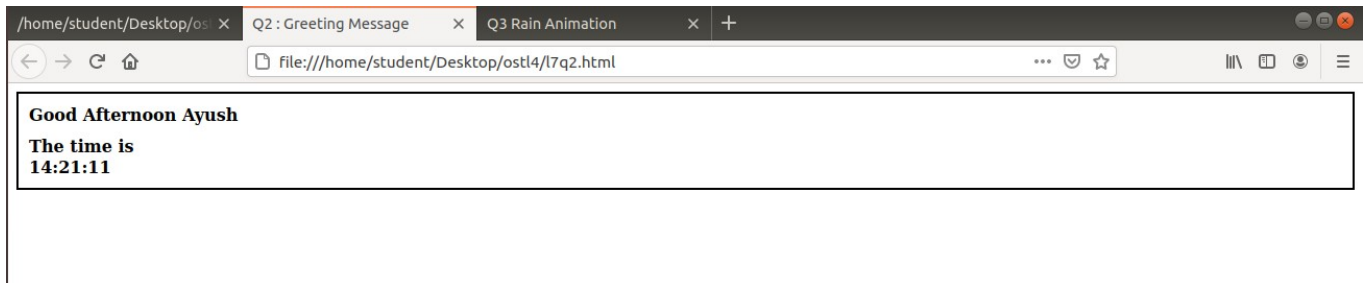 /home/student/Desktop/os
Q2 : Greeting Message
Q3 Rain Animation
file:///home/student/Desktop/ostl4/l7q2.html
Good Afternoon Ayush
The time is
14:21:11